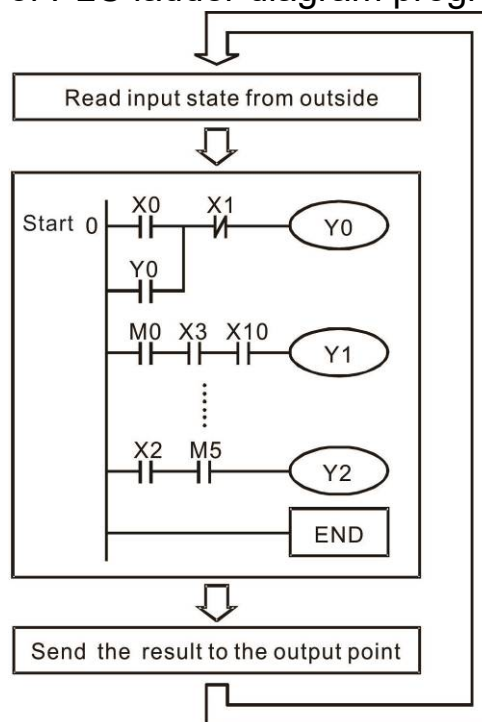 Read input state from outside
X0 X1
Start 0 Y0
Y0
M0 X3 X10 Y1
X2 M5 Y2
END
Send the result to the output point